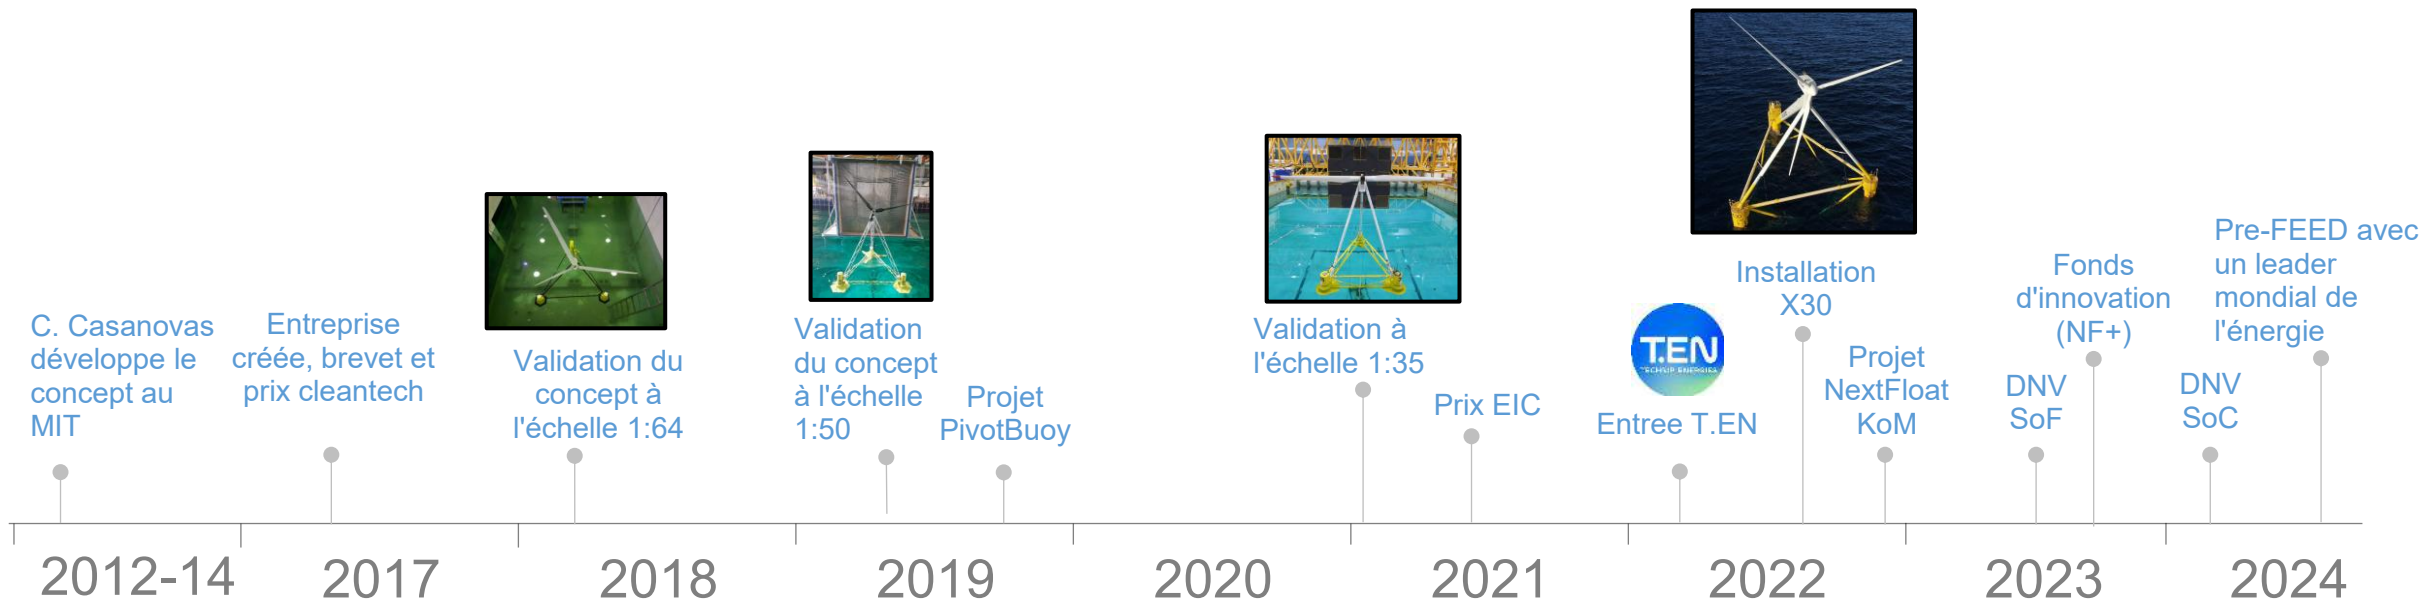 C. Casanovas
développe le
concept au
MIT
Entreprise
créée, brevet et
prix cleantech
Validation du
concept à
l'échelle 1:64
Validation
du concept
à l'échelle
1:50
Projet
PivotBuoy
Validation à
l'échelle 1:35
Prix EIC
T.EN
TECHNIP ENERGIES
Entree T.EN
Installation
X30
Projet
NextFloat
KoM
DNV
SoF
Fonds
d'innovation
(NF+)
DNV
SoC
Pre-FEED avec
un leader
mondial de
l'énergie
2012-14
2017
2018
2019
2020
2021
2022
2023
2024